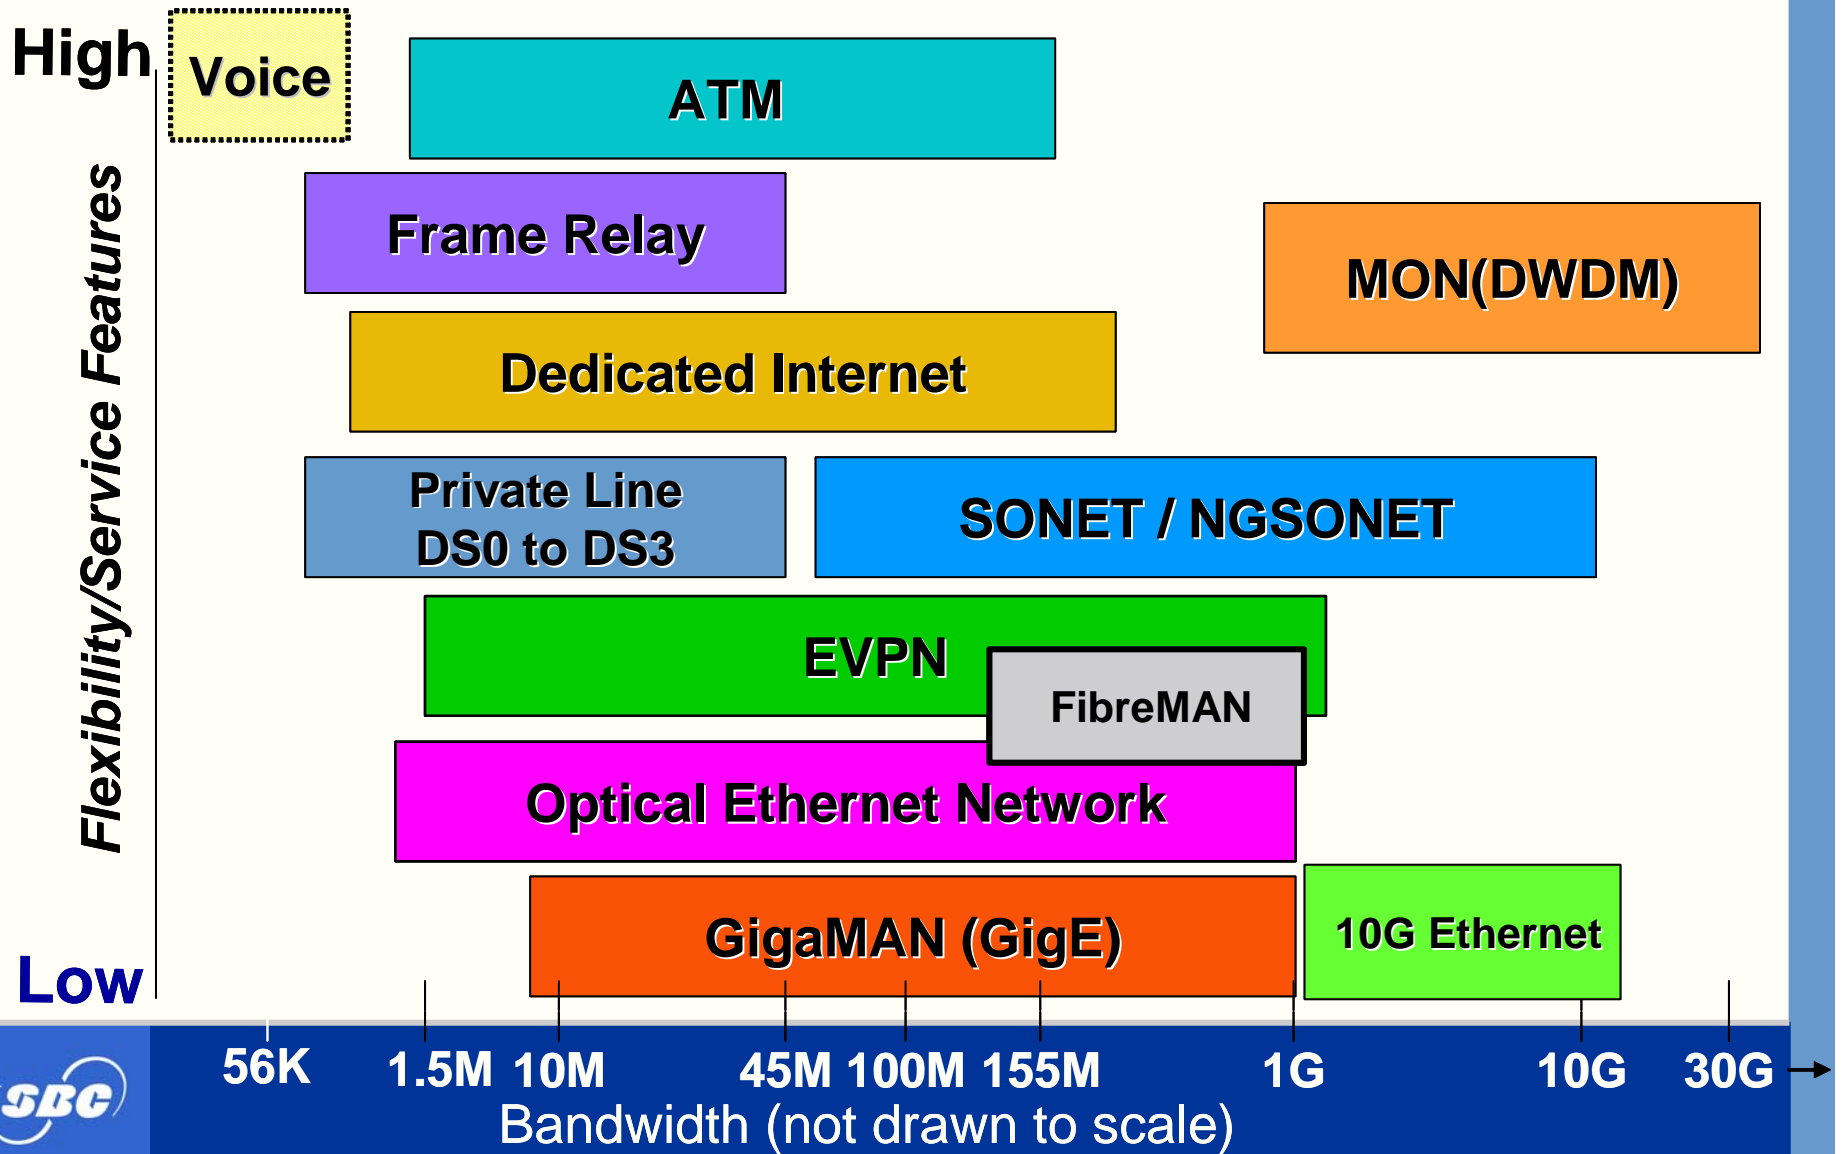 High
Voice
ATM
Frame Relay
MON(DWDM)
Dedicated Internet
Flexibility/Service Features
Private Line
DS0 to DS3
SONET / NGSONET
EVPN
FibreMAN
Optical Ethernet Network
GigaMAN (GigE)
10G Ethernet
Low
56K 1.5M 10M 45M 100M 155M 1G 10G 30G
Bandwidth (not drawn to scale)
SBC